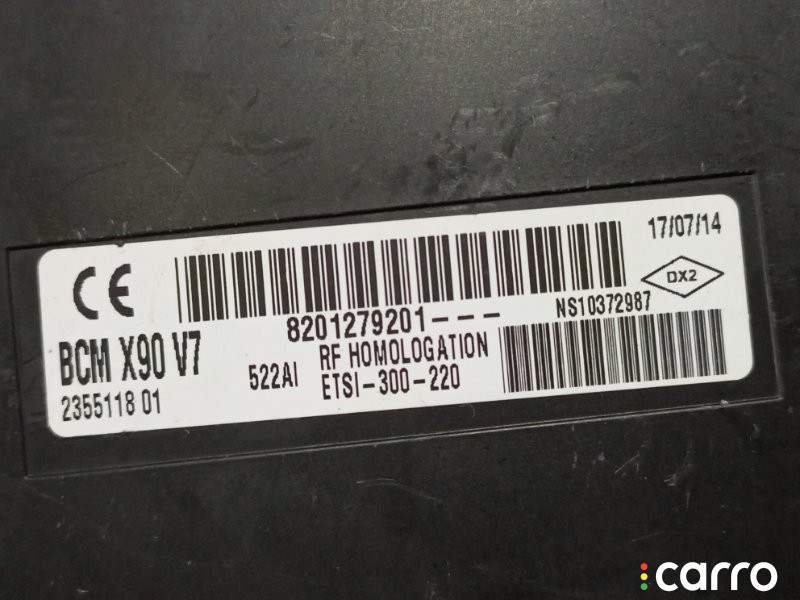 17/07/14
CE
DX2
8201279201---
NS10372987
BCM X90 V7
522AI
RF HOMOLOGATION
2355118 01
ETSI-300-220
carro